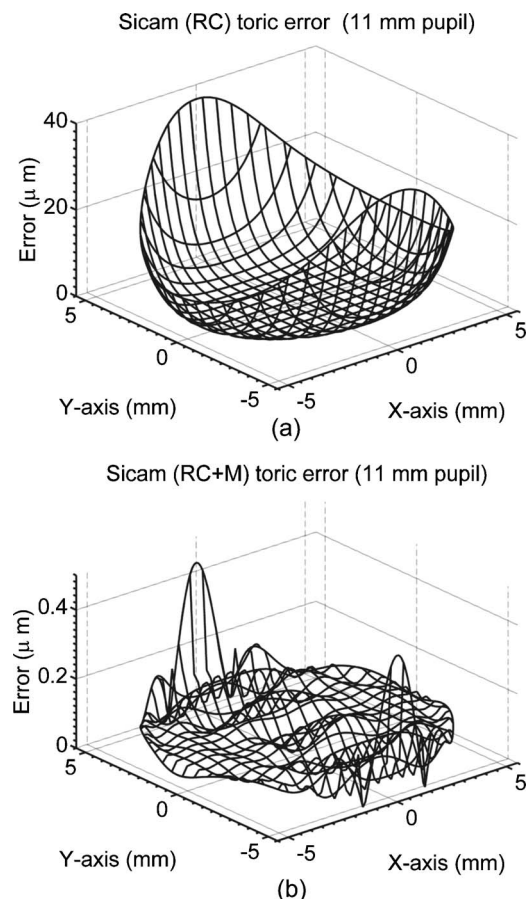 Sicam (RC) toric error (11 mm pupil)
40
20
0
Error (μ m)
5
0
-5
Y-axis (mm)
-5
0
5
X-axis (mm)
(a)
Sicam (RC+M) toric error (11 mm pupil)
0.4
0.2
0
Error (μ m)
5
0
-5
Y-axis (mm)
-5
0
5
X-axis (mm)
(b)